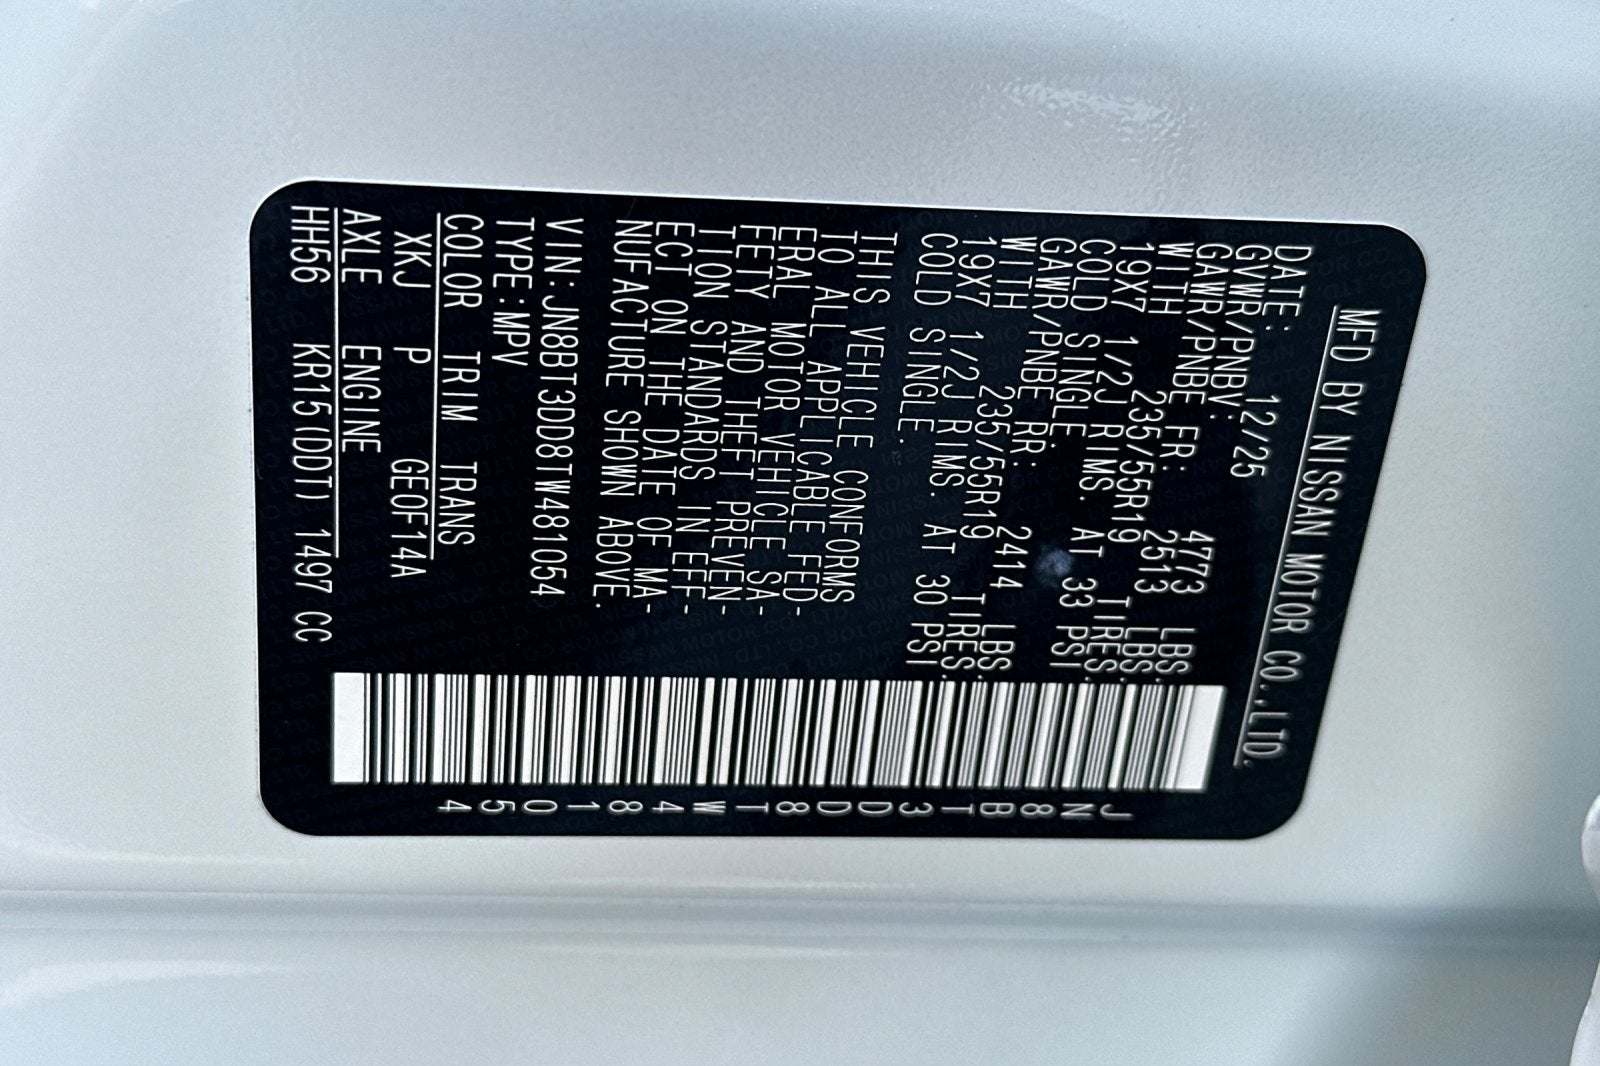 MFD BY NISSAN MOTOR CO.,LTD.
DATE: 12/25
GVWR/PNBV: 4773 LBS.
GAWR/PNBE FR: 2513 LBS.
WITH 235/55R19 TIRES.
19X7 1/2J RIMS. AT 33 PSI
COLD SINGLE.
GAWR/PNBE RR: 2414 LBS.
WITH 235/55R19 TIRES.
19X7 1/2J RIMS. AT 30 PSI.
COLD SINGLE.
THIS VEHICLE CONFORMS
TO ALL APPLICABLE FED-
ERAL MOTOR VEHICLE SA-
FETY AND THEFT PREVEN-
TION STANDARDS IN EFF-
ECT ON THE DATE OF MA-
NUFACTURE SHOWN ABOVE.
VIN:JN8BT3DD8TW481054
TYPE:MPV
COLOR TRIM TRANS
XKJ P GE0F14A
AXLE ENGINE
HH56 KR15(DDT) 1497 CC
JN8BT3DD8TW481054